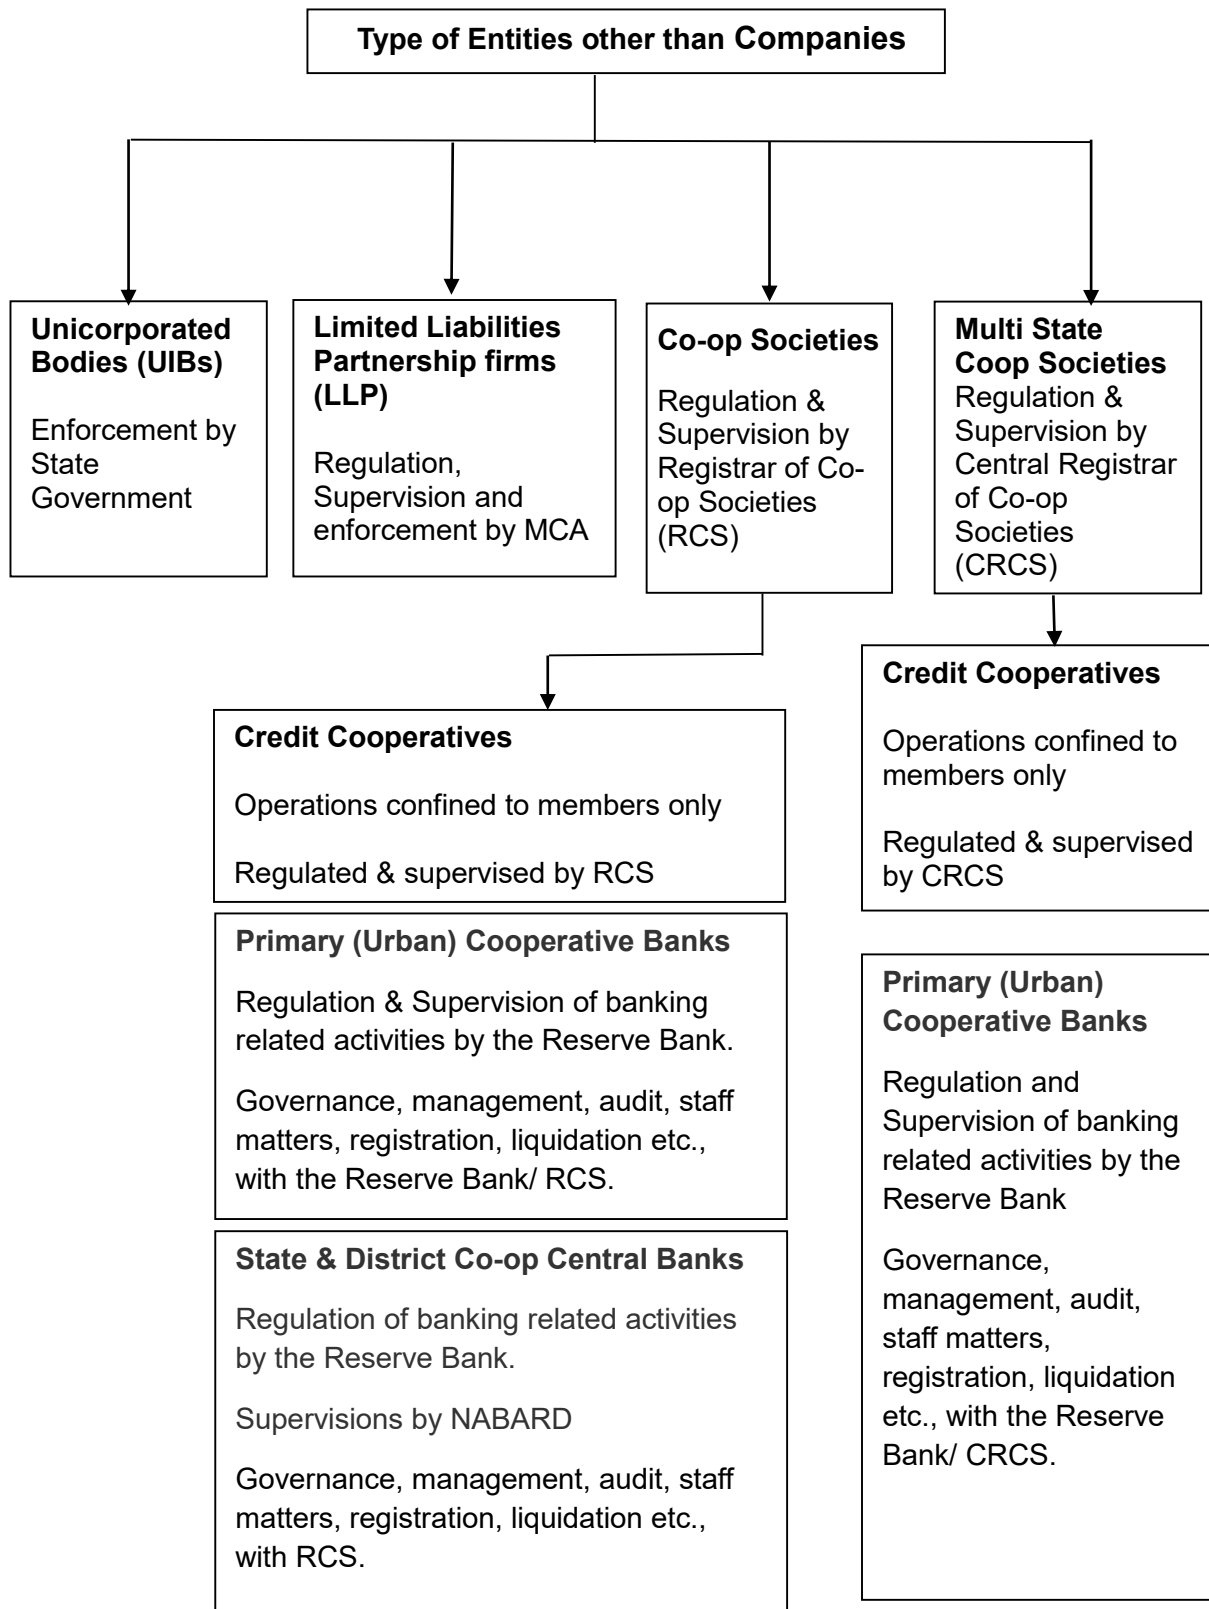 Type of Entities other than Companies
Unicorporated
Bodies (UIBs)
Enforcement by
State
Government
Limited Liabilities
Partnership firms
(LLP)
Regulation,
Supervision and
enforcement by MCA
Co-op Societies
Regulation &
Supervision by
Registrar of Co-
op Societies
(RCS)
Multi State
Coop Societies
Regulation &
Supervision by
Central Registrar
of Co-op
Societies
(CRCS)
Credit Cooperatives
Operations confined to members only
Regulated & supervised by RCS
Primary (Urban) Cooperative Banks
Regulation & Supervision of banking
related activities by the Reserve Bank.
Governance, management, audit, staff
matters, registration, liquidation etc.,
with the Reserve Bank/ RCS.
State & District Co-op Central Banks
Regulation of banking related activities
by the Reserve Bank.
Supervisions by NABARD
Governance, management, audit, staff
matters, registration, liquidation etc.,
with RCS.
Credit Cooperatives
Operations confined to
members only
Regulated & supervised
by CRCS
Primary (Urban)
Cooperative Banks
Regulation and
Supervision of banking
related activities by the
Reserve Bank
Governance,
management, audit,
staff matters,
registration, liquidation
etc., with the Reserve
Bank/ CRCS.